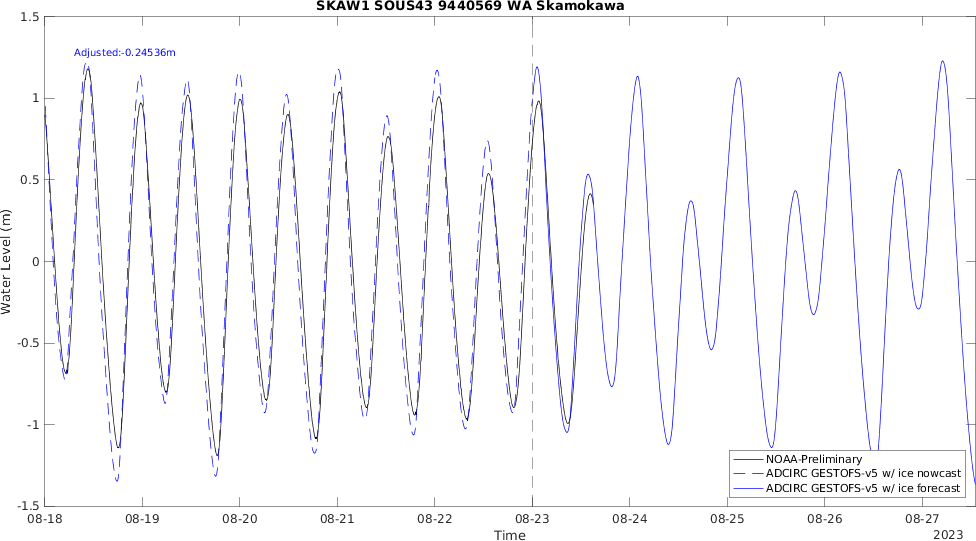 SKAW1 SOUS43 9440569 WA Skamokawa
Adjusted:-0.24536m
1.5
1
0.5
0
-0.5
-1
-1.5
Water Level (m)
NOAA-Preliminary
ADCIRC GESTOFS-v5 w/ ice nowcast
ADCIRC GESTOFS-v5 w/ ice forecast
08-18 08-19 08-20 08-21 08-22 08-23 08-24 08-25 08-26 08-27
Time
2023